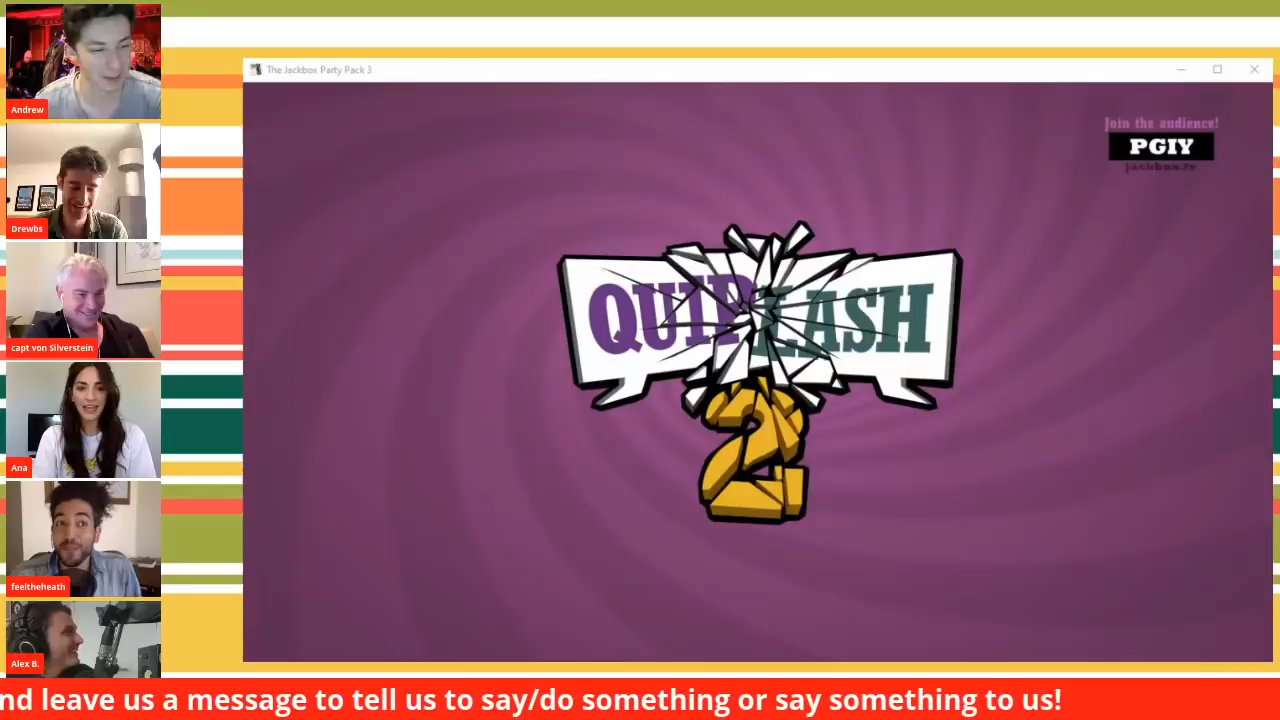 Andrew
Drewbs
capt von Silverstein
Ana
feeltheheath
Alex B.
The Jackbox Party Pack 3
Join the audience!
PGIY
jackbox.tv
QUIPLASH
2
nd leave us a message to tell us to say/do something or say something to us!